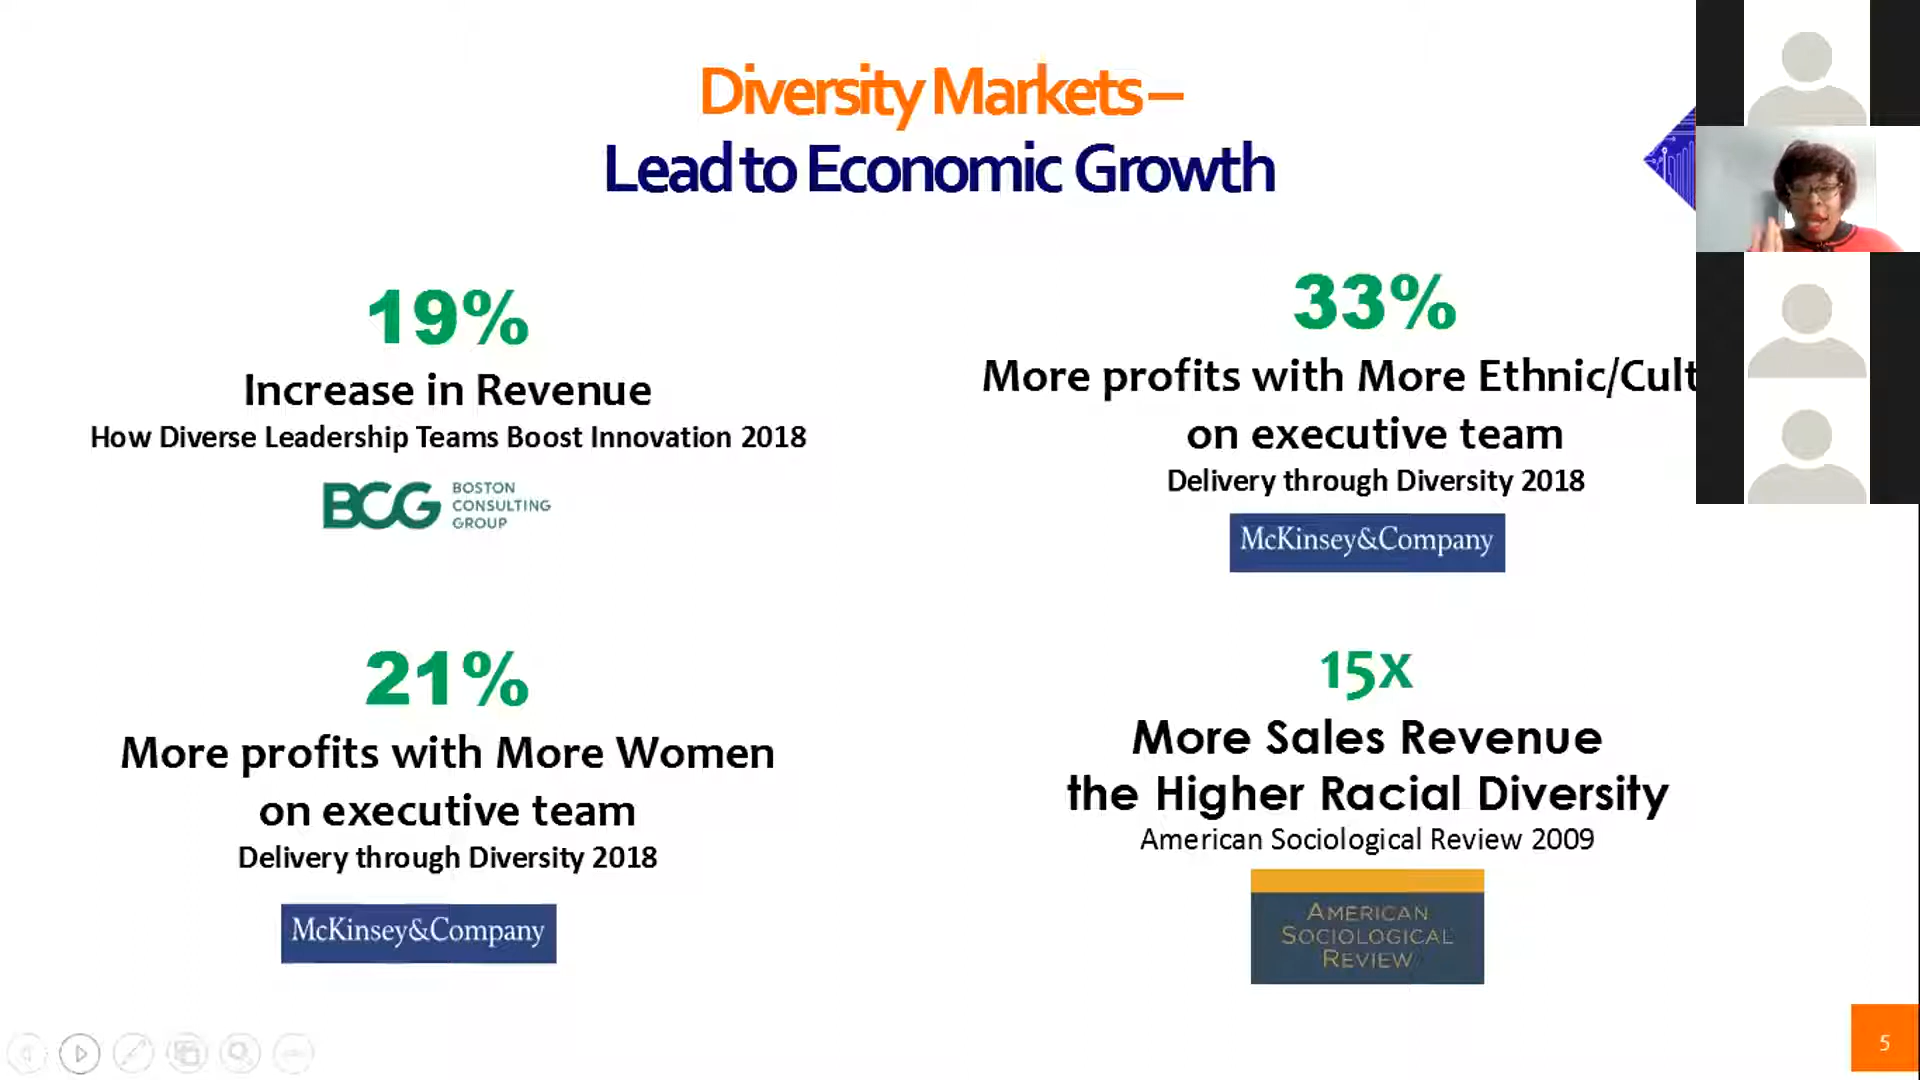 Diversity Markets –
Lead to Economic Growth
19%
Increase in Revenue
How Diverse Leadership Teams Boost Innovation 2018
BCG
BOSTON
CONSULTING
GROUP
33%
More profits with More Ethnic/Cult
on executive team
Delivery through Diversity 2018
McKinsey&Company
21%
More profits with More Women
on executive team
Delivery through Diversity 2018
McKinsey&Company
15x
More Sales Revenue
the Higher Racial Diversity
American Sociological Review 2009
AMERICAN
SOCIOLOGICAL
REVIEW
5